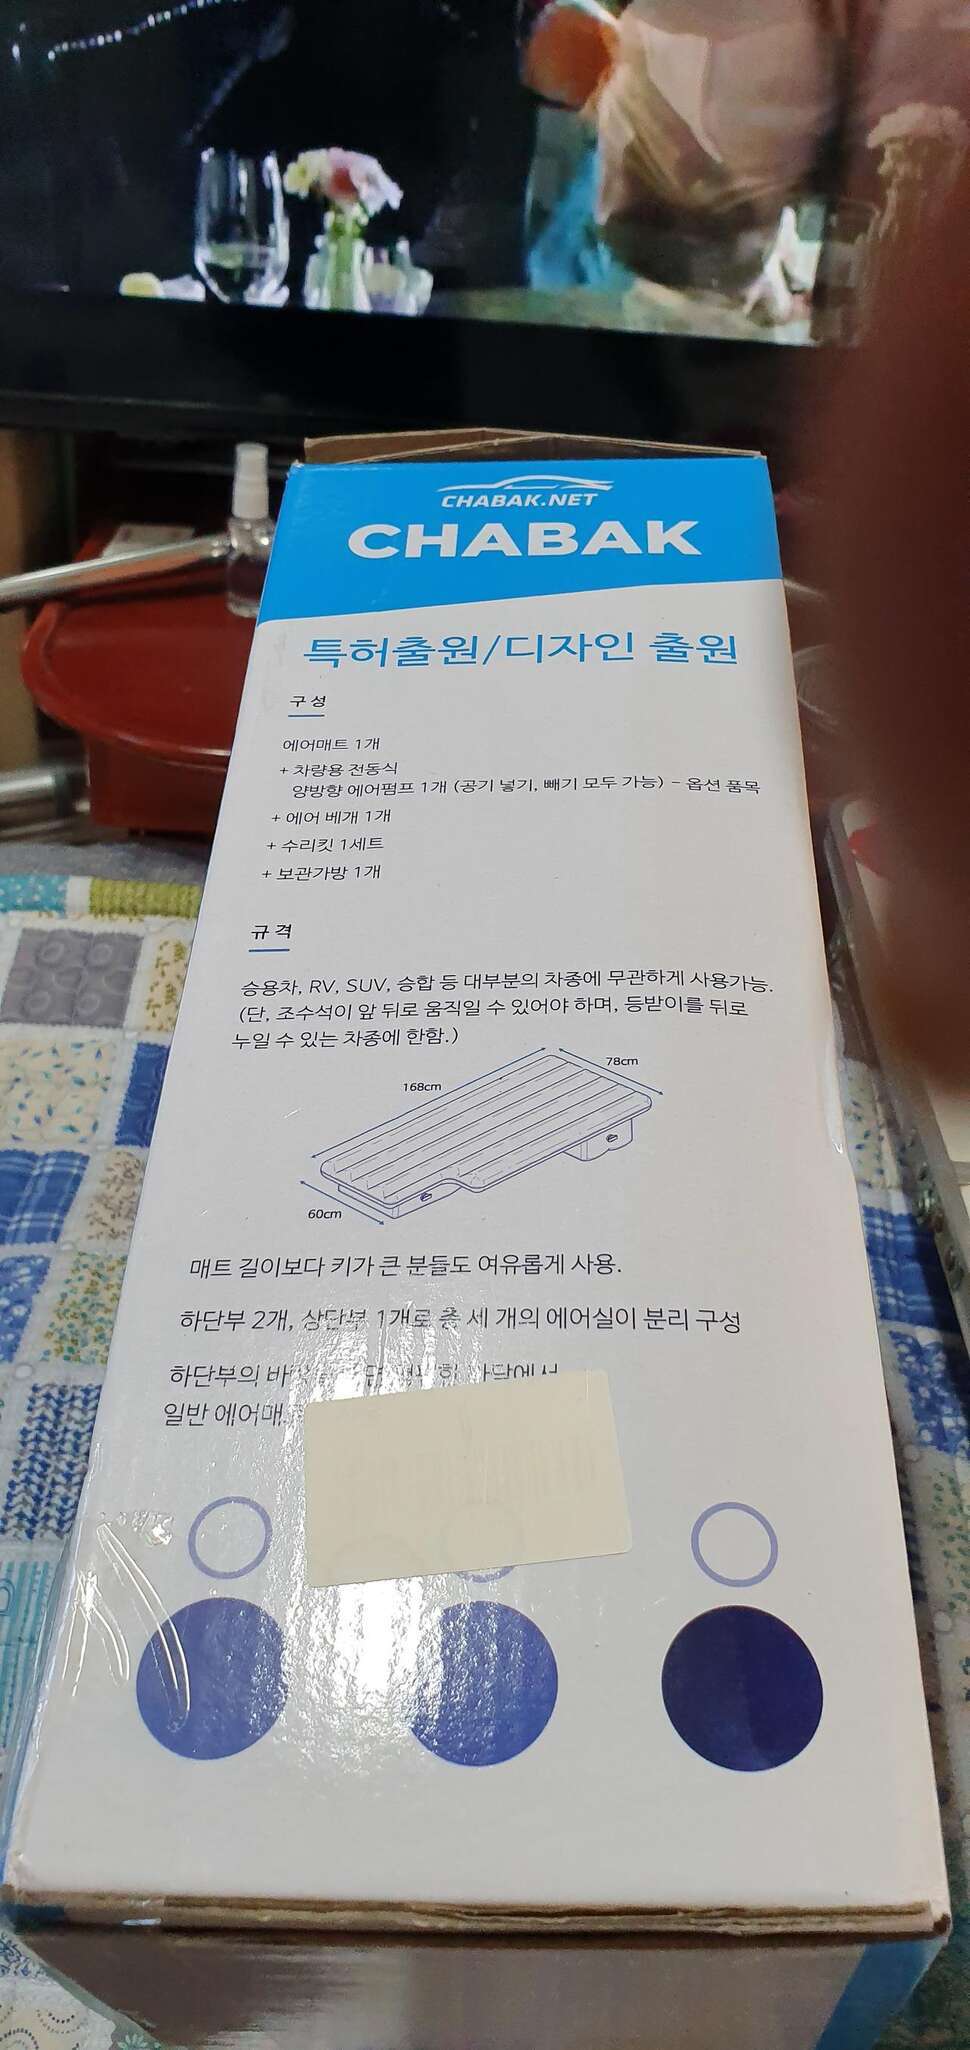 CHABAK.NET
CHABAK
특허출원/디자인 출원
구성
에어매트 1개
+ 차량용 전동식
양방향 에어펌프 1개 (공기 넣기, 빼기 모두 가능) - 옵션 품목
+ 에어 베개 1개
+ 수리킷 1세트
+ 보관가방 1개
규격
승용차, RV, SUV, 승합 등 대부분의 차종에 무관하게 사용가능.
(단, 조수석이 앞 뒤로 움직일 수 있어야 하며, 등받이를 뒤로
누일 수 있는 차종에 한함.)
168cm
78cm
60cm
매트 길이보다 키가 큰 분들도 여유롭게 사용.
하단부 2개, 상단부 1개로 총 세 개의 에어실이 분리 구성
하단부의
일반